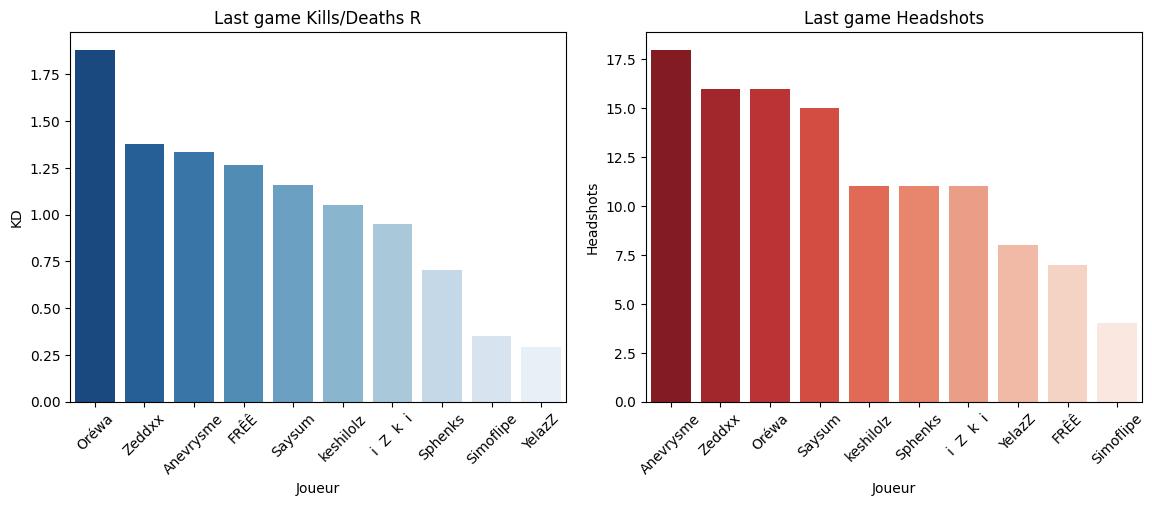 Last game Kills/Deaths R
KD
1.75
1.50
1.25
1.00
0.75
0.50
0.25
0.00
Oréwa
Zeddxx
Anevrysme
FRÊÊ
Saysum
keshilolz
i Z k i
Sphenks
Simoflipe
YelazZ
Joueur
Last game Headshots
Headshots
17.5
15.0
12.5
10.0
7.5
5.0
2.5
0.0
Anevrysme
Zeddxx
Oréwa
Saysum
keshilolz
Sphenks
i Z k i
YelazZ
FRÊÊ
Simoflipe
Joueur